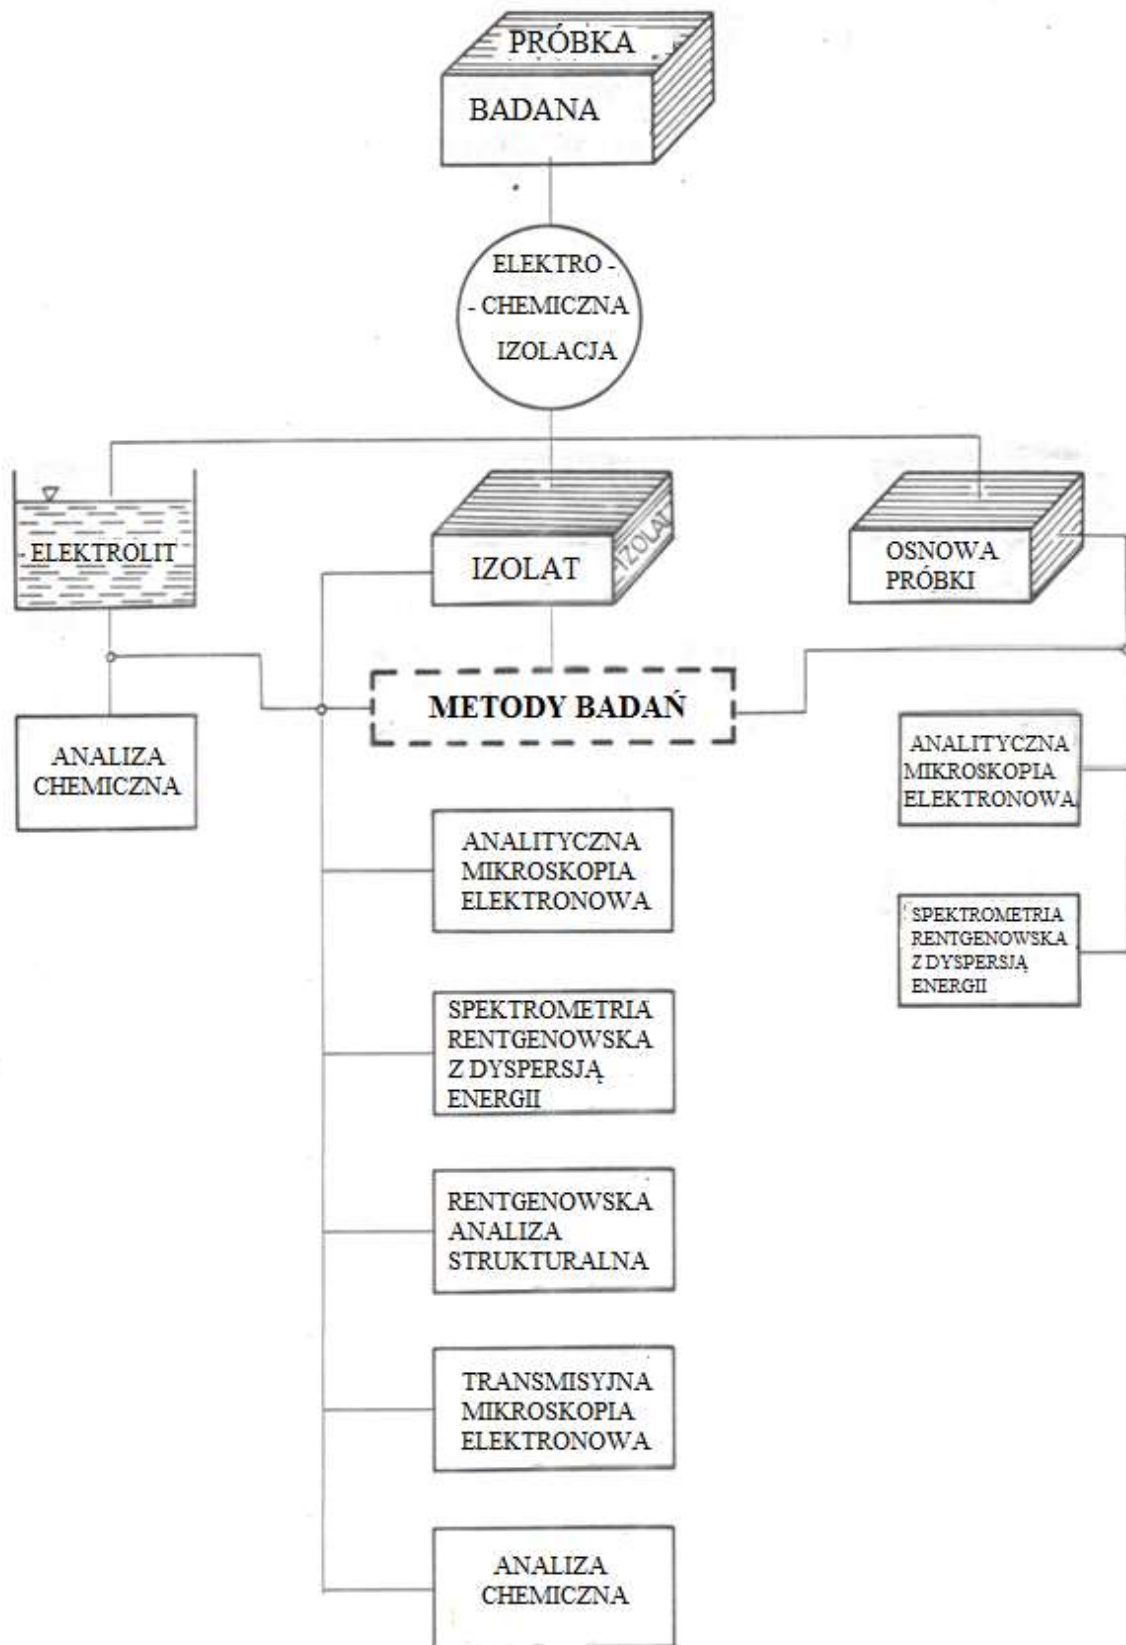 PRÓBKA
BADANA
ELEKTRO -
- CHEMICZNA
IZOLACJA
ELEKTROLIT
IZOLAT
IZOLAT
OSNOWA
PRÓBKI
METODY BADAŃ
ANALIZA
CHEMICZNA
ANALITYCZNA
MIKROSKOPIA
ELEKTRONOWA
SPEKTROMETRIA
RENTGENOWSKA
Z DYSPERSJĄ
ENERGII
RENTGENOWSKA
ANALIZA
STRUKTURALNA
TRANSMISYJNA
MIKROSKOPIA
ELEKTRONOWA
ANALIZA
CHEMICZNA
ANALITYCZNA
MIKROSKOPIA
ELEKTRONOWA
SPEKTROMETRIA
RENTGENOWSKA
Z DYSPERSJĄ
ENERGII